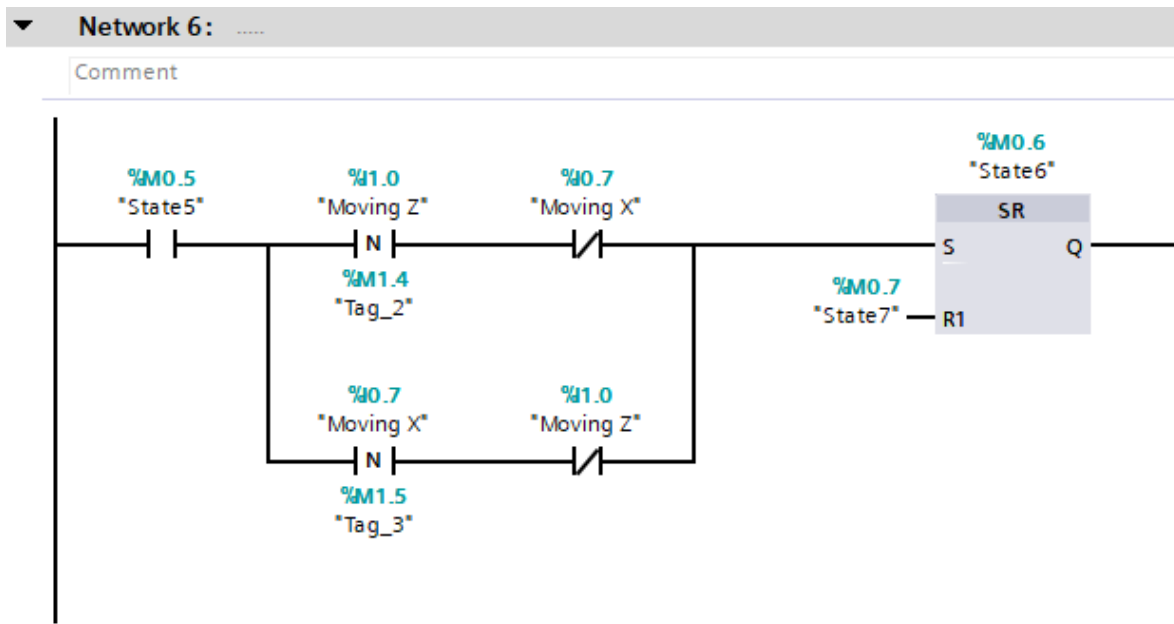 Network 6: .....
Comment
%M0.5
"State5"
%I1.0
"Moving Z"
N
%M1.4
"Tag_2"
%I0.7
"Moving X"
%M0.6
"State6"
SR
S Q
%M0.7
"State7" R1
%I0.7
"Moving X"
N
%M1.5
"Tag_3"
%I1.0
"Moving Z"